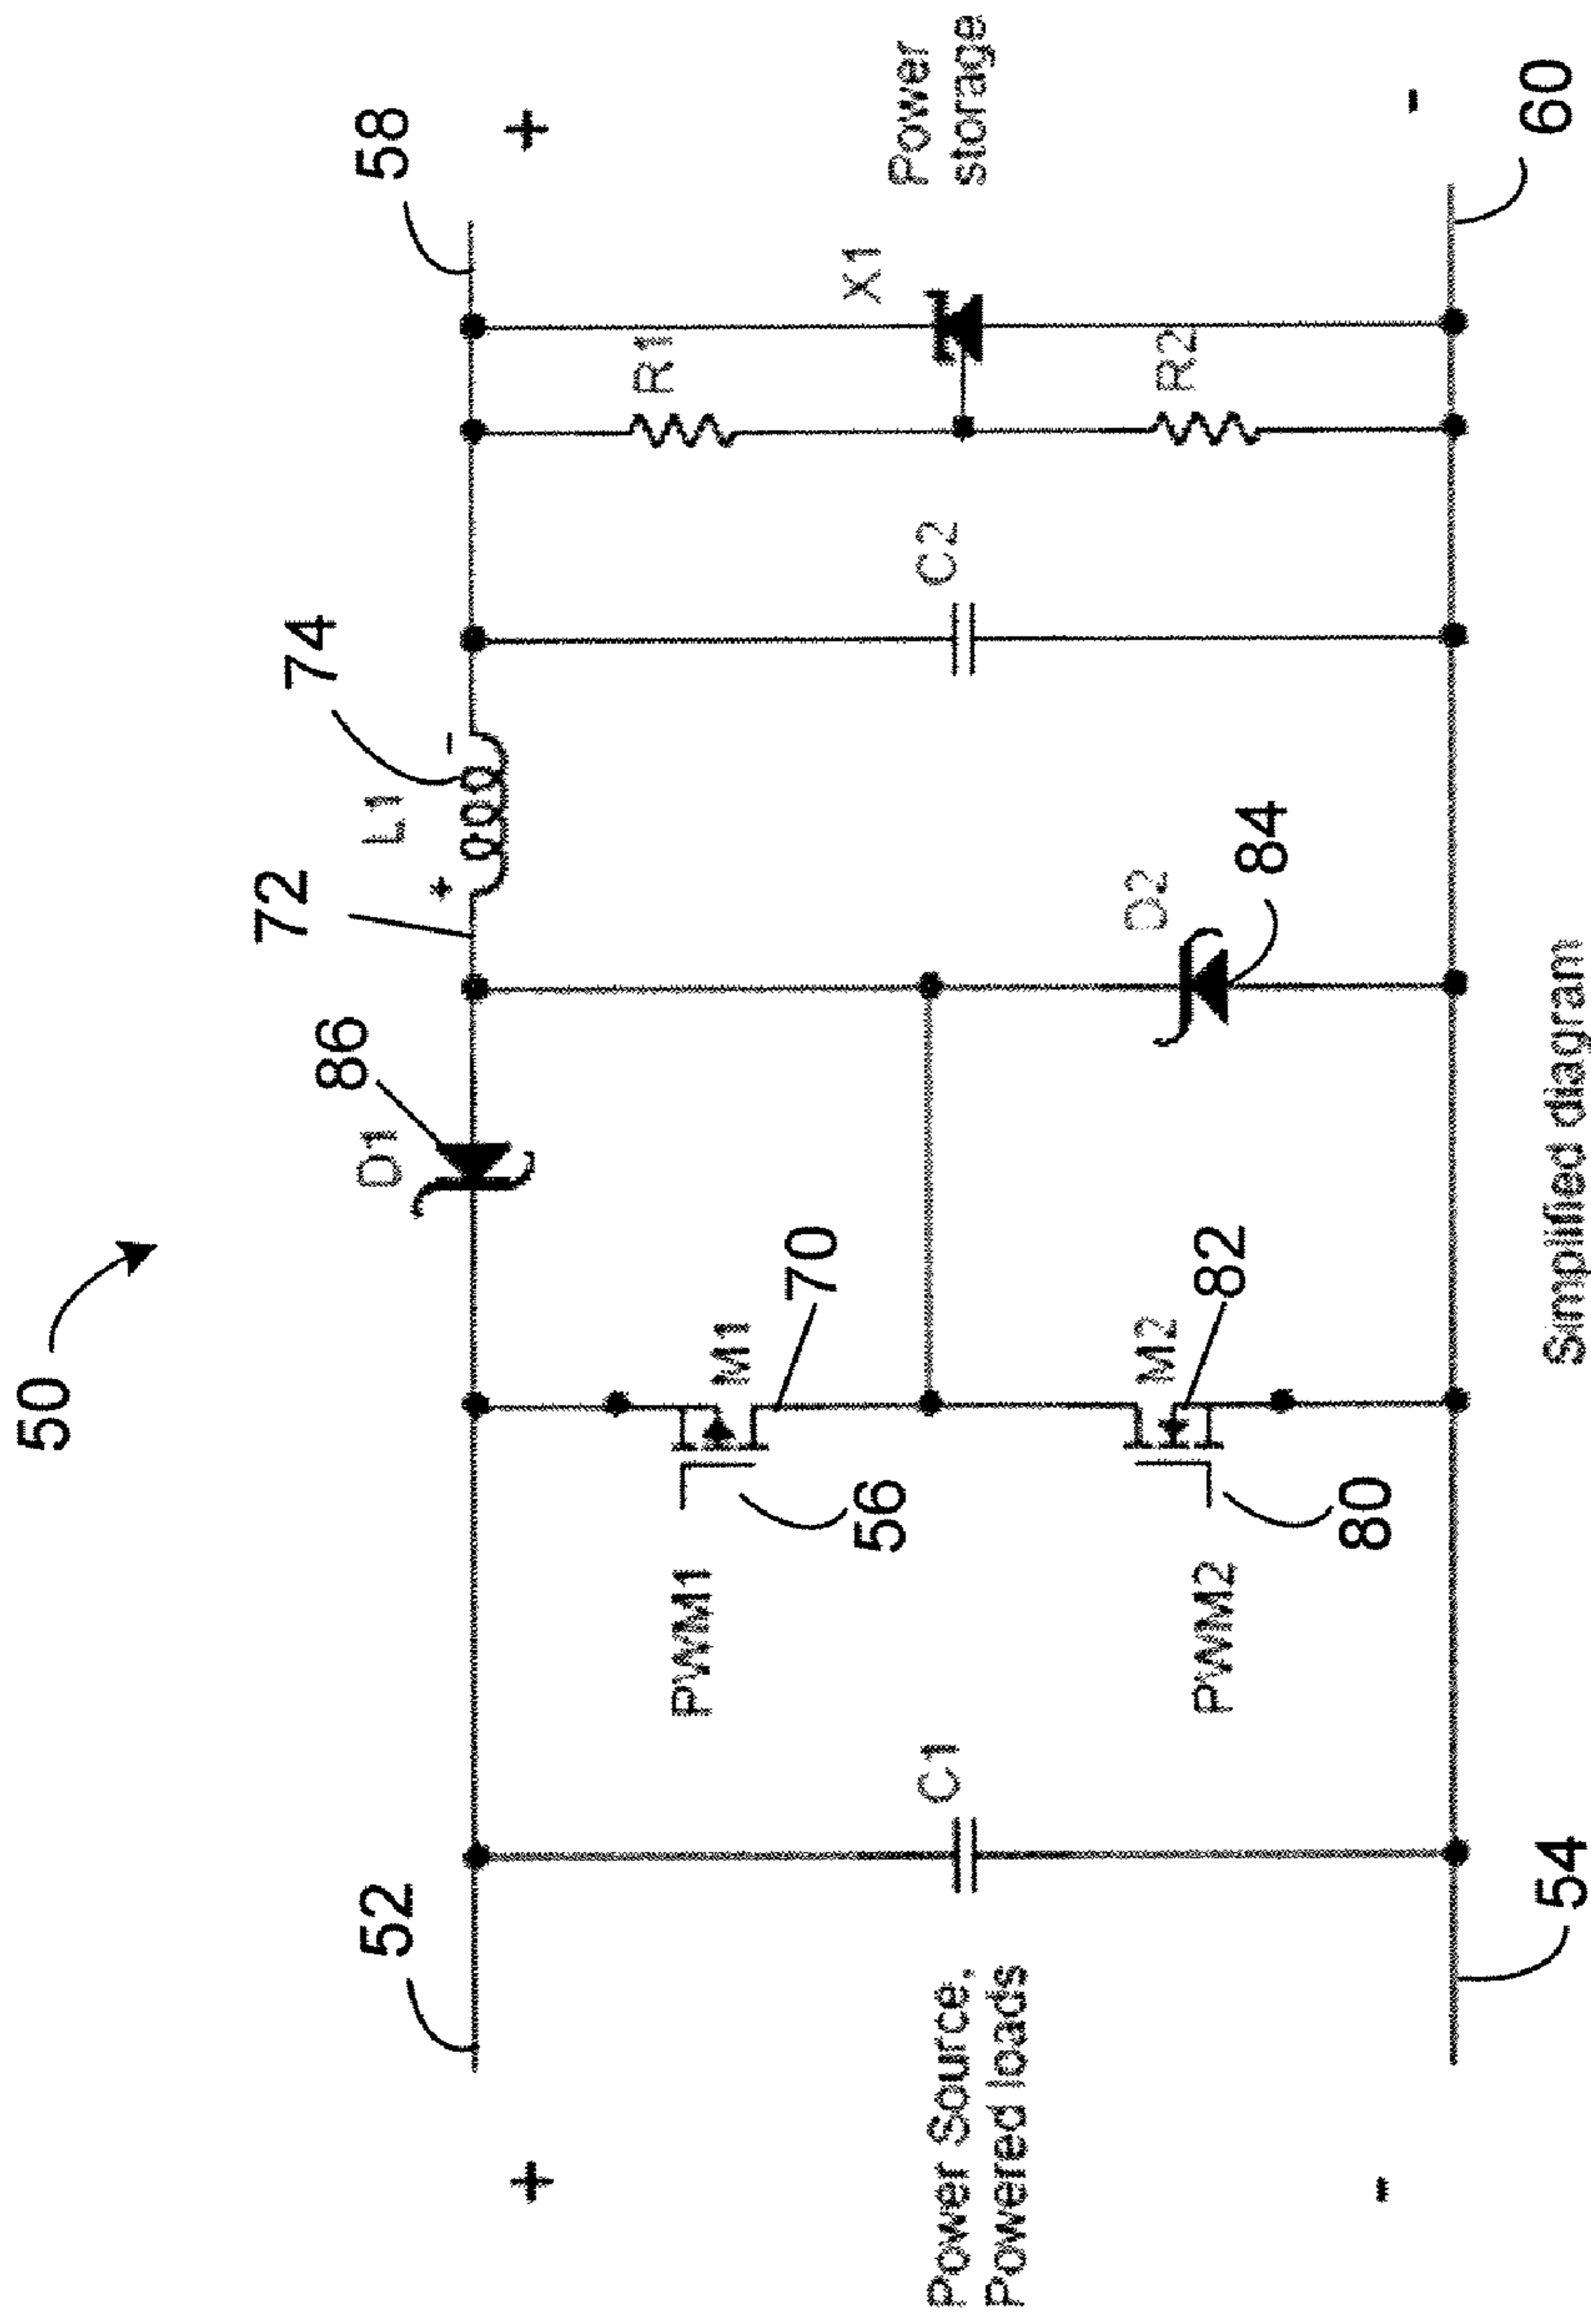 50
52
86
72
74
58
D1
L1
+
-
+
+
PWM1
M1
70
56
R1
X1
Power Source,
Powered loads
C1
C2
Power
storage
PWM2
M2
82
80
D2
84
R2
-
-
54
60
Simplified diagram